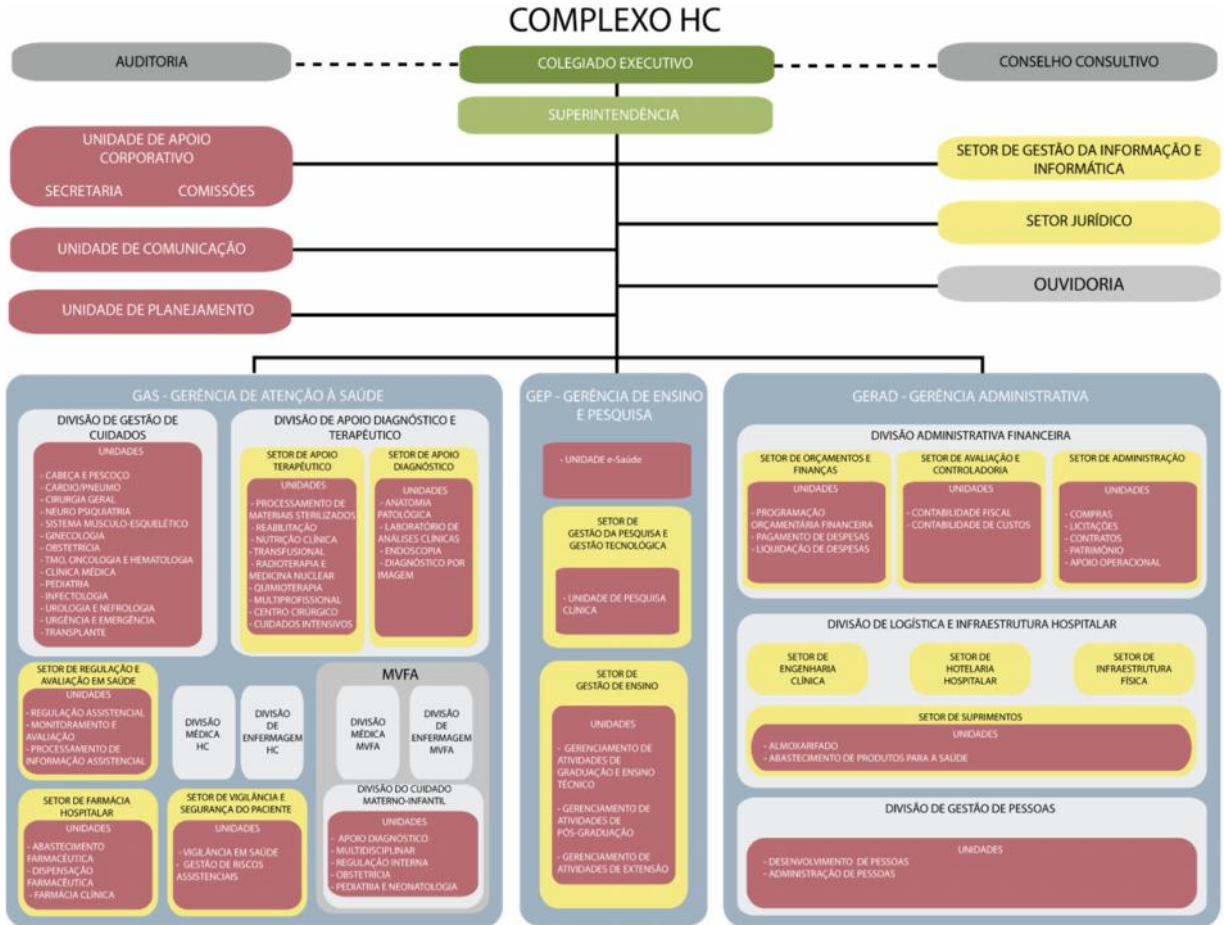 COMPLEXO HC
AUDITORIA
COLEGIADO EXECUTIVO
CONSELHO CONSULTIVO
SUPERINTENDÊNCIA
UNIDADE DE APOIO
CORPORATIVO
SECRETARIA COMISSÕES
SETOR DE GESTÃO DA INFORMAÇÃO E
INFORMÁTICA
UNIDADE DE COMUNICAÇÃO
SETOR JURÍDICO
UNIDADE DE PLANEJAMENTO
OUVIDORIA
GAS - GERÊNCIA DE ATENÇÃO À SAÚDE
DIVISÃO DE GESTÃO DE
CUIDADOS
UNIDADES
- CABEÇA E PESCOÇO
- CARDIO/PNEUMO
- CIRURGIA GERAL
- NEURO PSIQUIATRIA
- SISTEMA MÚSCULO-ESQUELÉTICO
- GINECOLOGIA
- OBSTETRÍCIA
- TMO, ONCOLOGIA E HEMATOLOGIA
- CLÍNICA MÉDICA
- PEDIATRIA
- INFECTOLOGIA
- UROLOGIA E NEFROLOGIA
- URGÊNCIA E EMERGÊNCIA
- TRANSPLANTE
DIVISÃO DE APOIO DIAGNÓSTICO E
TERAPÊUTICO
SETOR DE APOIO
TERAPÊUTICO
UNIDADES
- PROCESSAMENTO DE
MATERIAIS STERILIZADOS
- REABILITAÇÃO
- NUTRIÇÃO CLÍNICA
- TRANSFUSIONAL
- RADIOTERAPIA E
MEDICINA NUCLEAR
- QUIMIOTERAPIA
- MULTIPROFISSIONAL
- CENTRO CIRÚRGICO
- CUIDADOS INTENSIVOS
SETOR DE APOIO
DIAGNÓSTICO
UNIDADES
- ANATOMIA
PATOLÓGICA
- LABORATÓRIO DE
ANÁLISES CLÍNICAS
- ENDOSCOPIA
- DIAGNÓSTICO POR
IMAGEM
SETOR DE REGULAÇÃO E
AVALIAÇÃO EM SAÚDE
UNIDADES
- REGULAÇÃO ASSISTENCIAL
- MONITORAMENTO E
AVALIAÇÃO
- PROCESSAMENTO DE
INFORMAÇÃO ASSISTENCIAL
DIVISÃO
MÉDICA
HC
DIVISÃO
DE
ENFERMAGEM
HC
MVFA
DIVISÃO
MÉDICA
MVFA
DIVISÃO
DE
ENFERMAGEM
MVFA
DIVISÃO DO CUIDADO
MATERNO-INFANTIL
UNIDADES
- APOIO DIAGNÓSTICO
- MULTIDISCIPLINAR
- REGULAÇÃO INTERNA
- OBSTETRÍCIA
- PEDIATRIA E NEONATOLOGIA
SETOR DE FARMÁCIA
HOSPITALAR
UNIDADES
- ABASTECIMENTO
FARMACÊUTICA
- DISPENSAÇÃO
FARMACÊUTICA
- FARMÁCIA CLÍNICA
SETOR DE VIGILÂNCIA E
SEGURANÇA DO PACIENTE
UNIDADES
- VIGILÂNCIA EM SAÚDE
- GESTÃO DE RISCOS
ASSISTENCIAIS
GEP - GERÊNCIA DE ENSINO
E PESQUISA
- UNIDADE e-Saúde
SETOR DE
GESTÃO DA PESQUISA E
GESTÃO TECNOLÓGICA
- UNIDADE DE PESQUISA
CLÍNICA
SETOR DE
GESTÃO DE ENSINO
UNIDADES
- GERENCIAMENTO DE
ATIVIDADES DE
GRADUAÇÃO E ENSINO
TÉCNICO
- GERENCIAMENTO DE
ATIVIDADES DE
PÓS-GRADUAÇÃO
- GERENCIAMENTO DE
ATIVIDADES DE EXTENSÃO
GERAD - GERÊNCIA ADMINISTRATIVA
DIVISÃO ADMINISTRATIVA FINANCEIRA
SETOR DE ORÇAMENTOS E
FINANÇAS
UNIDADES
- PROGRAMAÇÃO
ORÇAMENTÁRIA FINANCEIRA
- PAGAMENTO DE DESPESAS
- LIQUIDAÇÃO DE DESPESAS
SETOR DE AVALIAÇÃO E
CONTROLADORIA
UNIDADES
- CONTABILIDADE FISCAL
- CONTABILIDADE DE CUSTOS
SETOR DE ADMINISTRAÇÃO
UNIDADES
- COMPRAS
- LICITAÇÕES
- CONTRATOS
- PATRIMÔNIO
- APOIO OPERACIONAL
DIVISÃO DE LOGÍSTICA E INFRAESTRUTURA HOSPITALAR
SETOR DE
ENGENHARIA
CLÍNICA
SETOR DE
HOTELARIA
HOSPITALAR
SETOR DE
INFRAESTRUTURA
FÍSICA
SETOR DE SUPRIMENTOS
UNIDADES
- ALMOXARIFADO
- ABASTECIMENTO DE PRODUTOS PARA A SAÚDE
DIVISÃO DE GESTÃO DE PESSOAS
UNIDADES
- DESENVOLVIMENTO DE PESSOAS
- ADMINISTRAÇÃO DE PESSOAS